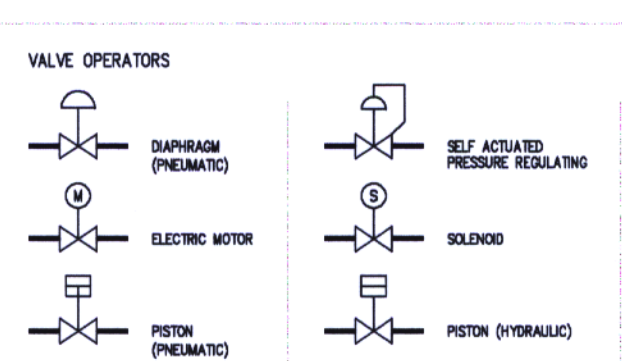 VALVE OPERATORS
DIAPHRAGM
(PNEUMATIC)
SELF ACTUATED
PRESSURE REGULATING
M
ELECTRIC MOTOR
S
SOLENOID
PISTON
(PNEUMATIC)
PISTON (HYDRAULIC)